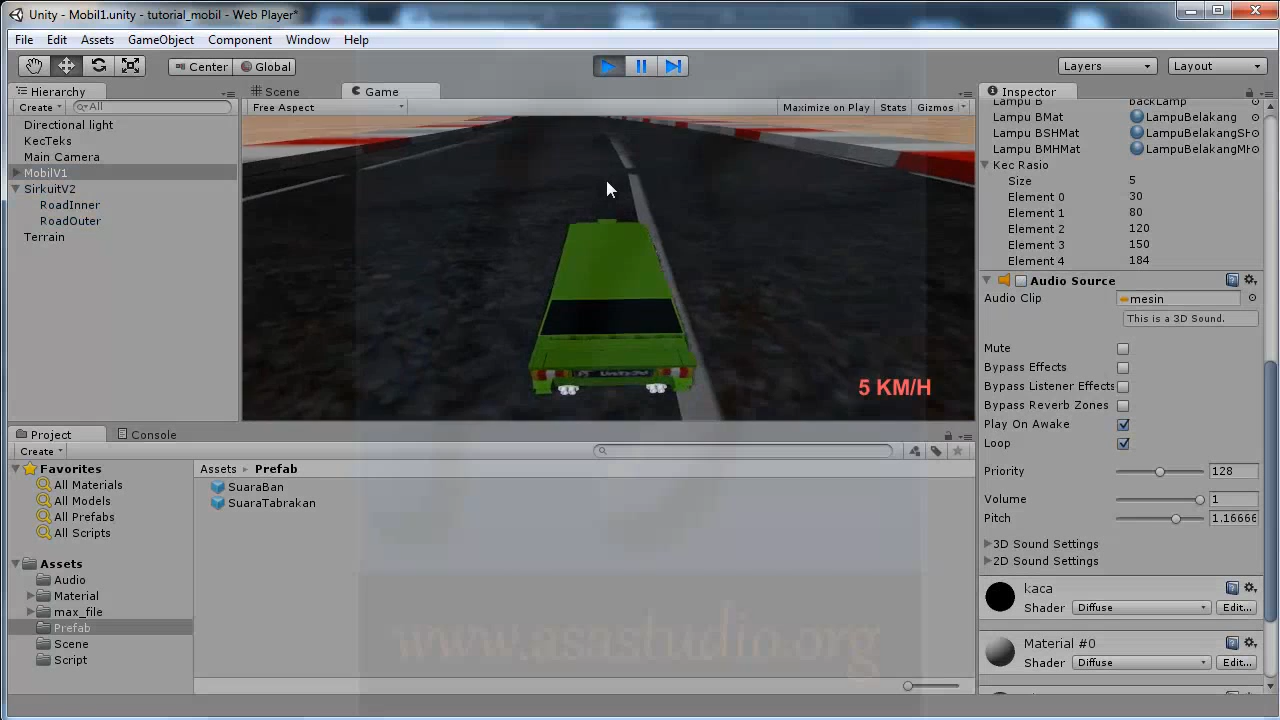 Unity - Mobil1.unity - tutorial_mobil - Web Player*
File Edit Assets GameObject Component Window Help
Center Global Layers Layout
Hierarchy
Create All
Directional light
KecTeks
Main Camera
MobilV1
SirkuitV2
RoadInner
RoadOuter
Terrain
Scene Game
Free Aspect Maximize on Play Stats Gizmos
5 KM/H
Inspector
Lampu B backLamp
Lampu BMat LampuBelakang
Lampu BSHMat LampuBelakangSH
Lampu BMHMat LampuBelakangMH
Kec Rasio
Size 5
Element 0 30
Element 1 80
Element 2 120
Element 3 150
Element 4 184
Audio Source
Audio Clip mesin
This is a 3D Sound.
Mute
Bypass Effects
Bypass Listener Effects
Bypass Reverb Zones
Play On Awake
Loop
Priority 128
Volume 1
Pitch 1.16666
3D Sound Settings
2D Sound Settings
kaca
Shader Diffuse Edit...
Material #0
Shader Diffuse Edit...
Project Console
Create
Favorites
All Materials
All Models
All Prefabs
All Scripts
Assets
Audio
Material
max_file
Prefab
Scene
Script
Assets Prefab
SuaraBan
SuaraTabrakan
www.asastudio.org